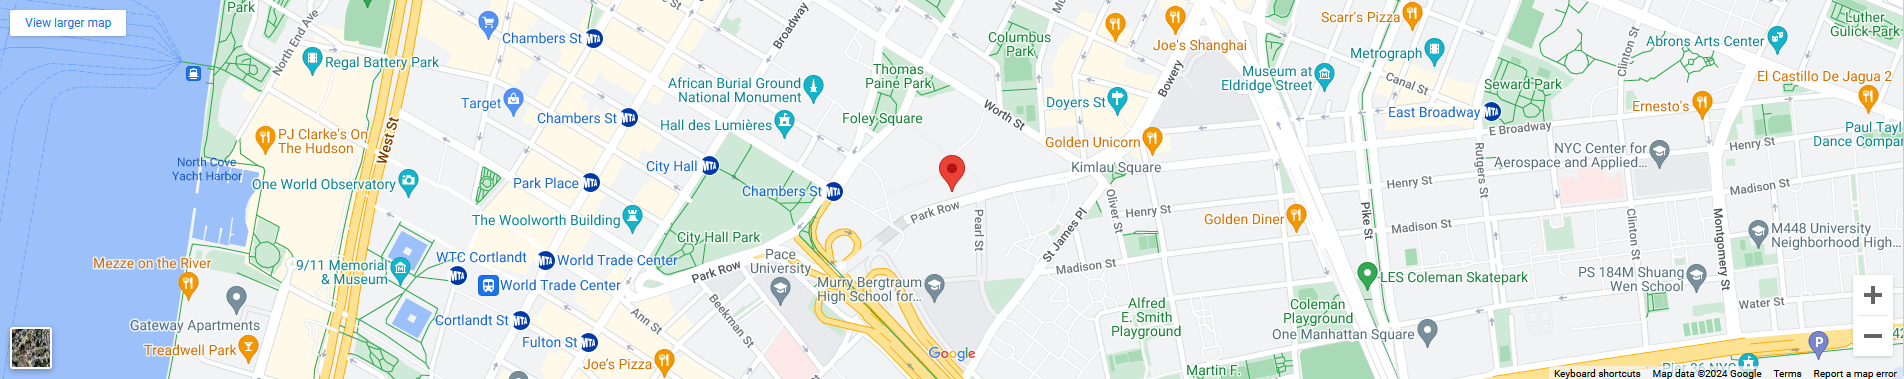 View larger map
North End Ave
Regal Battery Park
PJ Clarke's On
The Hudson
North Cove
Yacht Harbor
One World Observatory
West St
Mezze on the River
9/11 Memorial
& Museum
Gateway Apartments
Treadwell Park
Chambers St
Target
Chambers St
Park Place
The Woolworth Building
WTC Cortlandt
World Trade Center
World Trade Center
Cortlandt St
Fulton St
Joe's Pizza
Ann St
Beekman St
Broadway
African Burial Ground
National Monument
Hall des Lumières
City Hall
Chambers St
City Hall Park
Park Row
Pace
University
Murry Bergtraum
High School for...
Thomas
Paine Park
Foley Square
Worth St
Columbus
Park
Park Row
Pearl St
Google
Joe's Shanghai
Doyers St
Bowery
Golden Unicorn
Kimlau Square
Oliver St
Henry St
St James Pl
Madison St
Alfred
E. Smith
Playground
Martin F.
Scarr's Pizza
Metrograph
Museum at
Eldridge Street
Canal St
East Broadway
Golden Diner
Pike St
Henry St
Madison St
LES Coleman Skatepark
Coleman
Playground
One Manhattan Square
Rutgers St
Seward Park
E Broadway
Clinton St
Abrons Arts Center
Luther
Gulick Park
El Castillo De Jagua 2
Ernesto's
Paul Tayl
Dance Compar
NYC Center for
Aerospace and Applied...
Henry St
Madison St
Clinton St
Montgomery St
M448 University
Neighborhood High...
PS 184M Shuang
Wen School
Water St
Pier 36 NYC
Keyboard shortcuts
Map data ©2024 Google
Terms
Report a map error